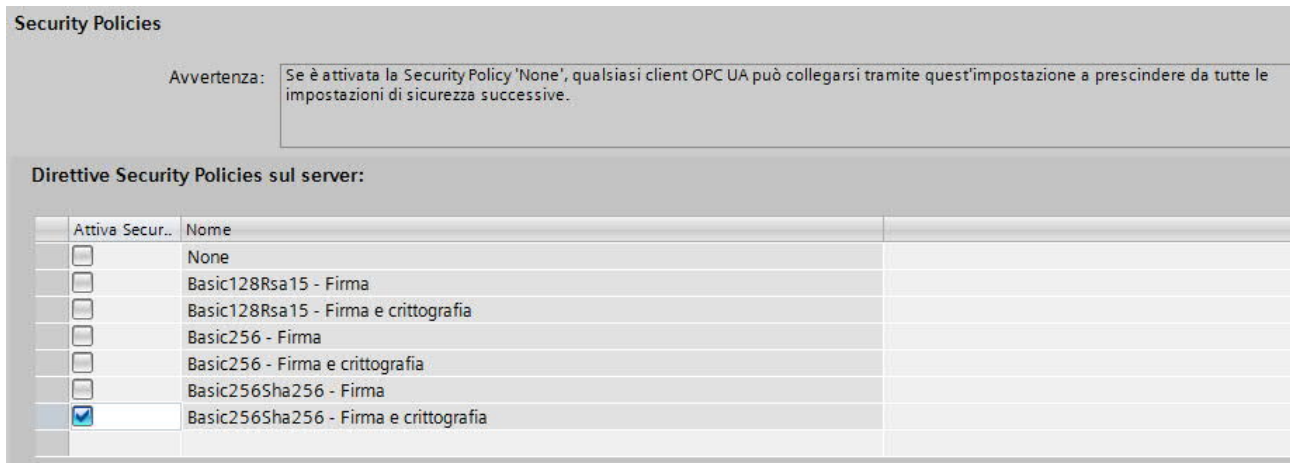 Security Policies
Avvertenza: Se è attivata la Security Policy 'None', qualsiasi client OPC UA può collegarsi tramite quest'impostazione a prescindere da tutte le
impostazioni di sicurezza successive.
Direttive Security Policies sul server:
Attiva Secur.. Nome
None
Basic128Rsa15 - Firma
Basic128Rsa15 - Firma e crittografia
Basic256 - Firma
Basic256 - Firma e crittografia
Basic256Sha256 - Firma
Basic256Sha256 - Firma e crittografia